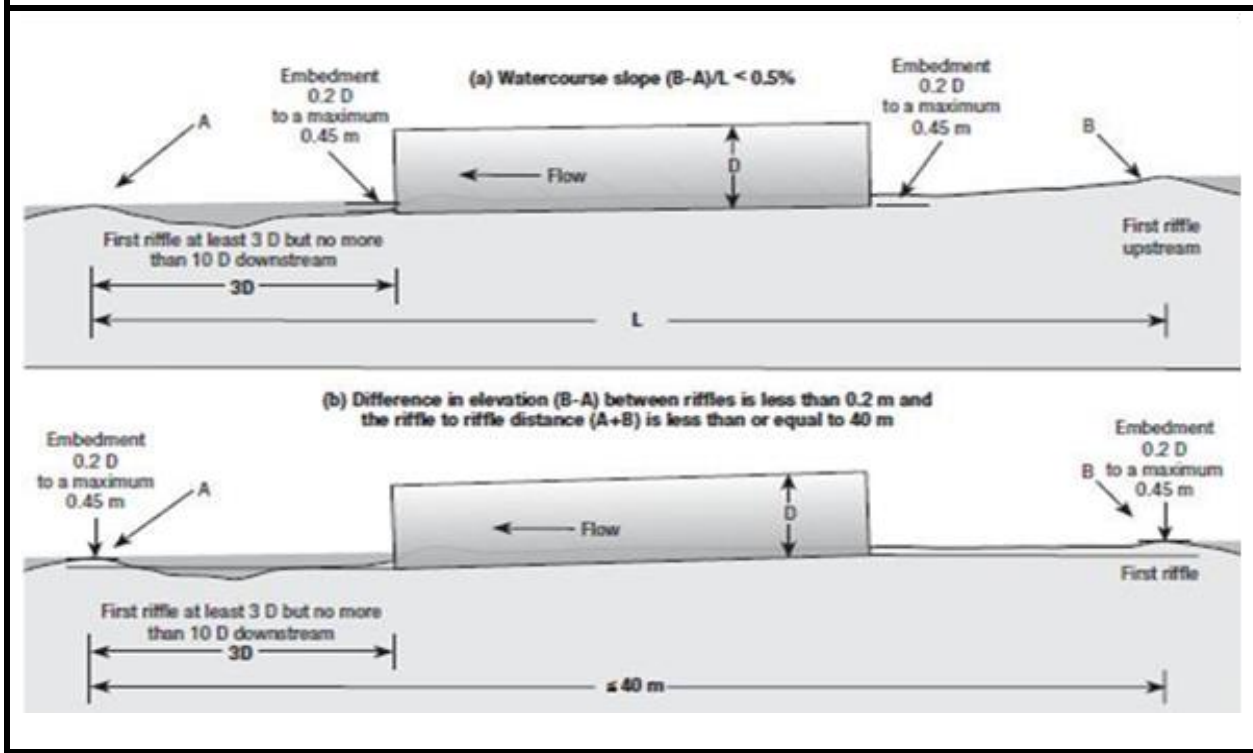 (a) Watercourse slope (B-A)/L < 0.5%
Embedment
0.2 D
to a maximum
0.45 m
A
Embedment
0.2 D
to a maximum
0.45 m
B
D
Flow
First riffle at least 3 D but no more
than 10 D downstream
3D
First riffle
upstream
L
(b) Difference in elevation (B-A) between riffles is less than 0.2 m and
the riffle to riffle distance (A+B) is less than or equal to 40 m
Embedment
0.2 D
to a maximum
0.45 m
A
Embedment
0.2 D
B to a maximum
0.45 m
D
Flow
First riffle
First riffle at least 3 D but no more
than 10 D downstream
3D
≤ 40 m